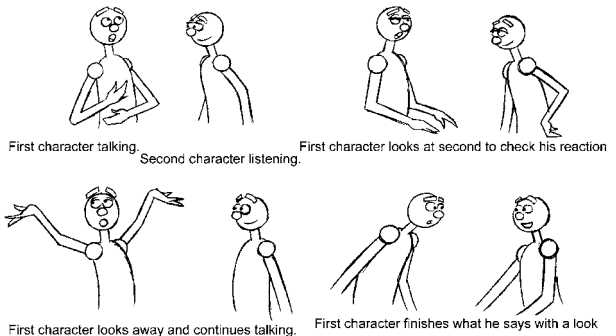 First character talking.
Second character listening.
First character looks at second to check his reaction
First character looks away and continues talking.
First character finishes what he says with a look